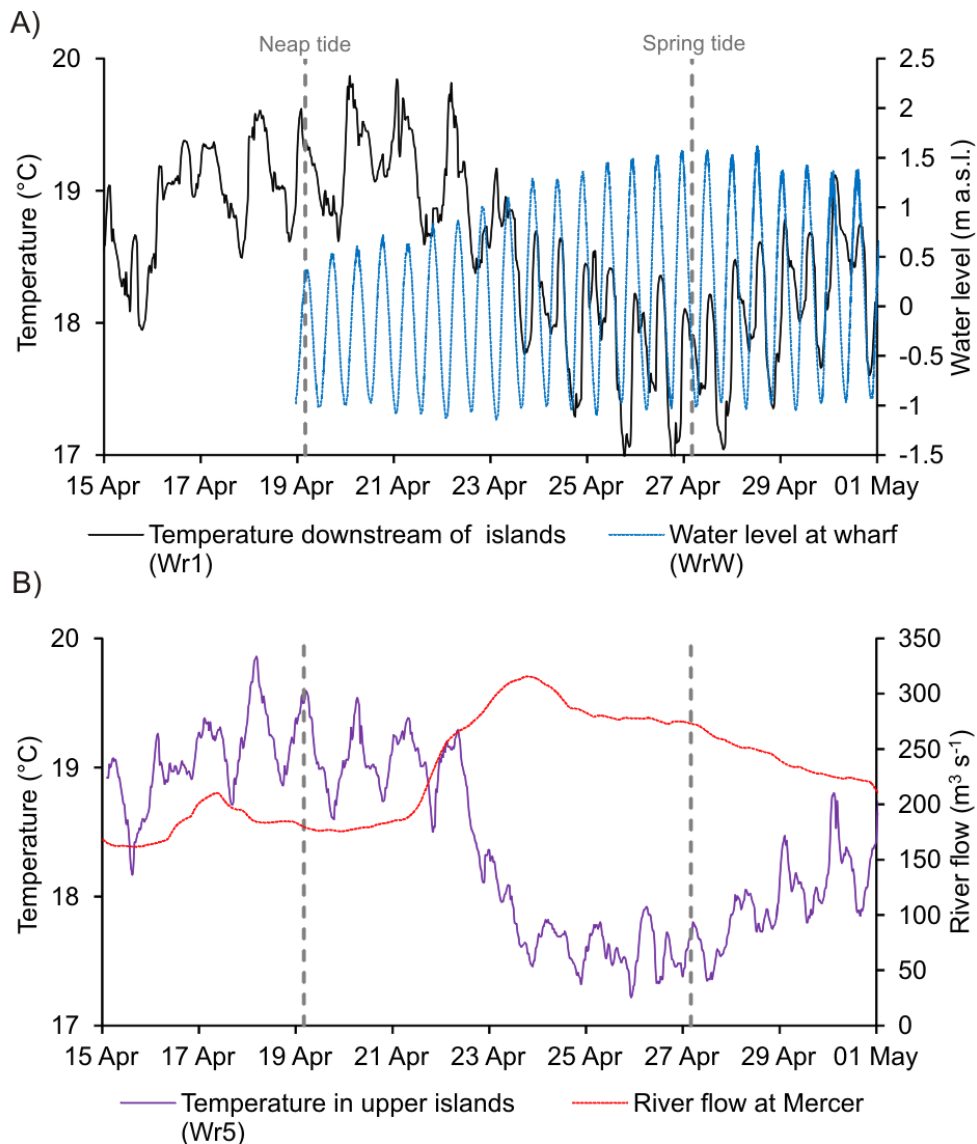 A)
Neap tide
Spring tide
20
19
18
17
Temperature (°C)
2.5
2
1.5
1
0.5
0
-0.5
-1
-1.5
Water level (m a.s.l.)
15 Apr 17 Apr 19 Apr 21 Apr 23 Apr 25 Apr 27 Apr 29 Apr 01 May
Temperature downstream of islands
(Wr1)
Water level at wharf
(WrW)
B)
20
19
18
17
Temperature (°C)
350
300
250
200
150
100
50
0
River flow (m³ s⁻¹)
15 Apr 17 Apr 19 Apr 21 Apr 23 Apr 25 Apr 27 Apr 29 Apr 01 May
Temperature in upper islands
(Wr5)
River flow at Mercer